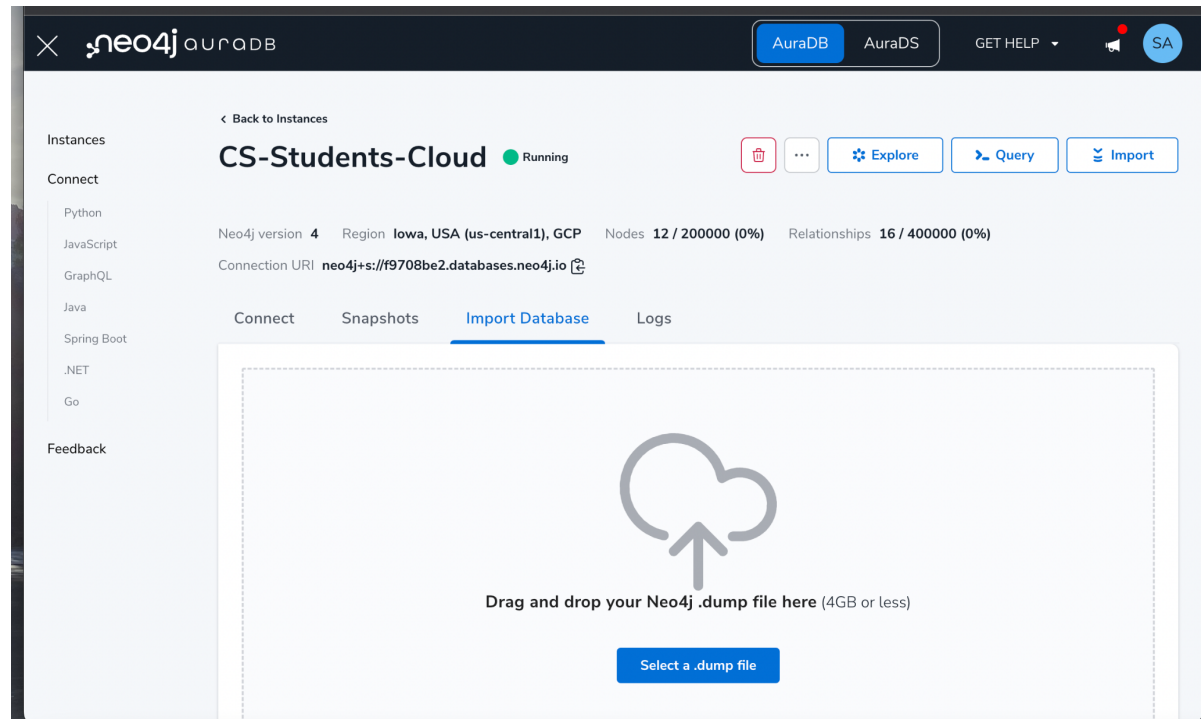 neo4j auraDB
AuraDB
AuraDS
GET HELP
SA
Instances
Connect
Python
JavaScript
GraphQL
Java
Spring Boot
.NET
Go
Feedback
Back to Instances
CS-Students-Cloud
Running
...
Explore
Query
Import
Neo4j version 4 Region Iowa, USA (us-central1), GCP Nodes 12 / 200000 (0%) Relationships 16 / 400000 (0%)
Connection URI neo4j+s://f9708be2.databases.neo4j.io
Connect Snapshots Import Database Logs
Drag and drop your Neo4j .dump file here (4GB or less)
Select a .dump file